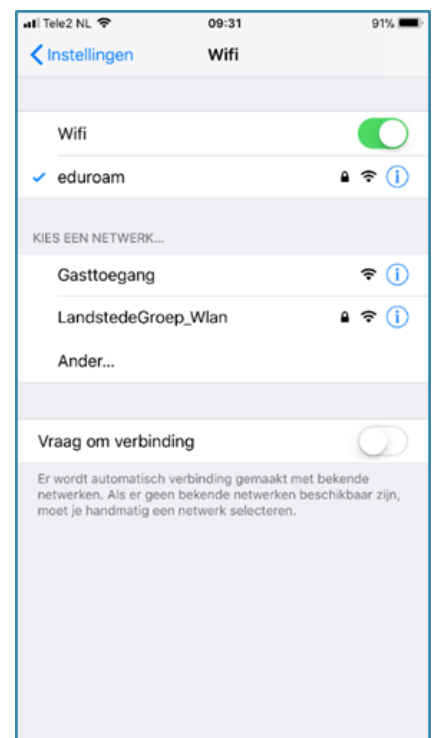 Tele2 NL 09:31 91%
Instellingen Wifi
Wifi
eduroam
KIES EEN NETWERK...
Gasttoegang
LandstedeGroep_Wlan
Ander...
Vraag om verbinding
Er wordt automatisch verbinding gemaakt met bekende
netwerken. Als er geen bekende netwerken beschikbaar zijn,
moet je handmatig een netwerk selecteren.